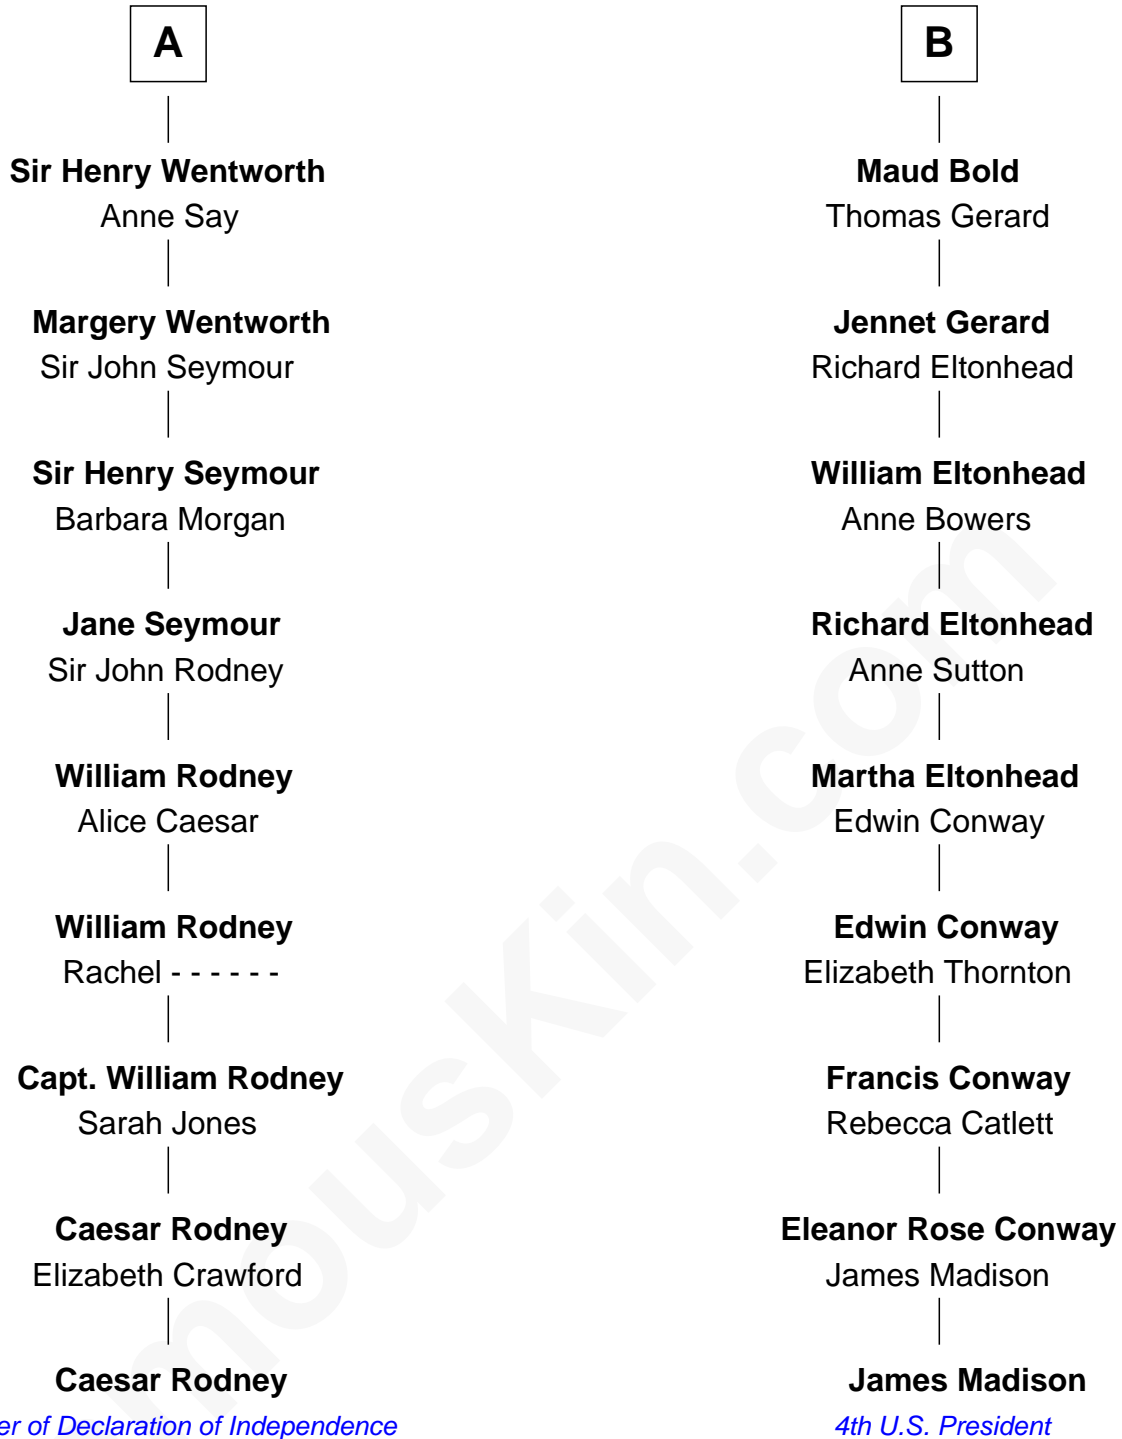 A
Sir Henry Wentworth
Anne Say
Margery Wentworth
Sir John Seymour
Sir Henry Seymour
Barbara Morgan
Jane Seymour
Sir John Rodney
William Rodney
Alice Caesar
William Rodney
Rachel - - - - - -
Capt. William Rodney
Sarah Jones
Caesar Rodney
Elizabeth Crawford
Caesar Rodney
er of Declaration of Independence
B
Maud Bold
Thomas Gerard
Jennet Gerard
Richard Eltonhead
William Eltonhead
Anne Bowers
Richard Eltonhead
Anne Sutton
Martha Eltonhead
Edwin Conway
Edwin Conway
Elizabeth Thornton
Francis Conway
Rebecca Catlett
Eleanor Rose Conway
James Madison
James Madison
4th U.S. President
mousKin.com